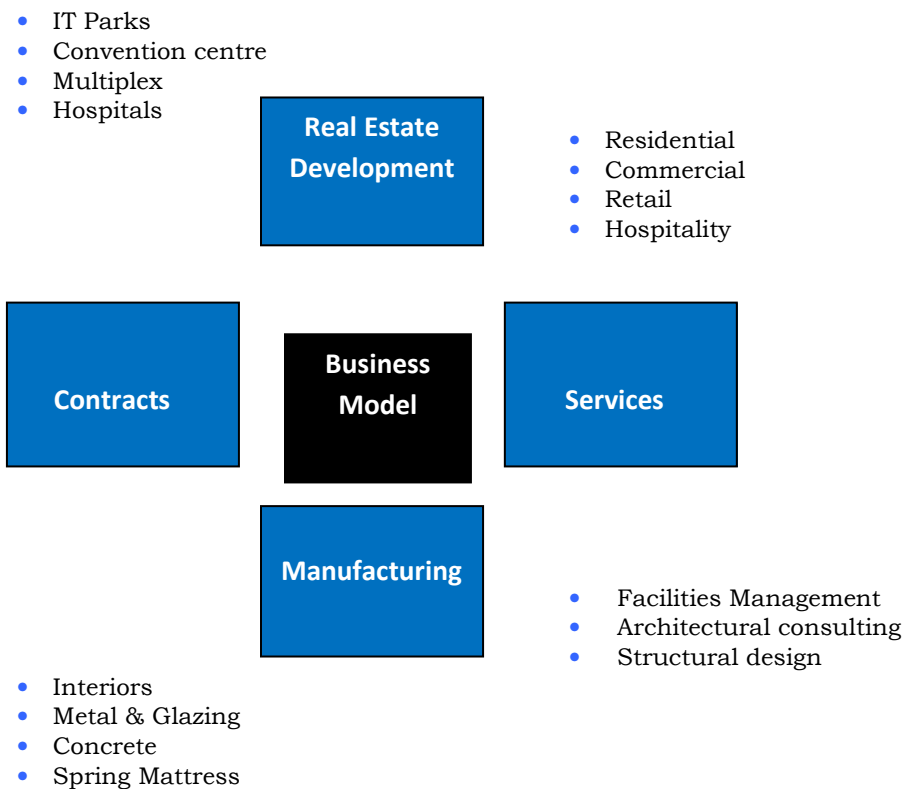 IT Parks
Convention centre
Multiplex
Hospitals
Real Estate
Development
Residential
Commercial
Retail
Hospitality
Contracts
Business
Model
Services
Manufacturing
Facilities Management
Architectural consulting
Structural design
Interiors
Metal & Glazing
Concrete
Spring Mattress